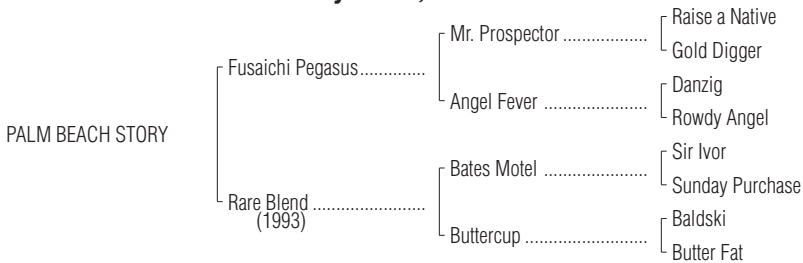 Raise a Native
Mr. Prospector ..................
Gold Digger
Fusaichi Pegasus..............
Danzig
Angel Fever ......................
Rowdy Angel
PALM BEACH STORY
Sir Ivor
Bates Motel ......................
Sunday Purchase
Rare Blend ........................
(1993)
Baldski
Buttercup ..........................
Butter Fat